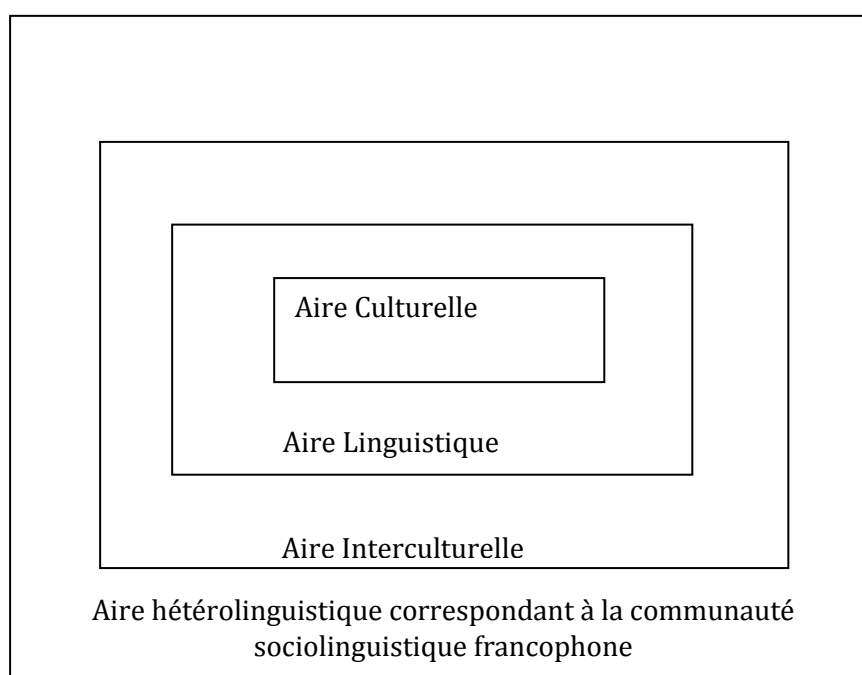 Aire Culturelle
Aire Linguistique
Aire Interculturelle
Aire hétérolinguistique correspondant à la communauté
sociolinguistique francophone